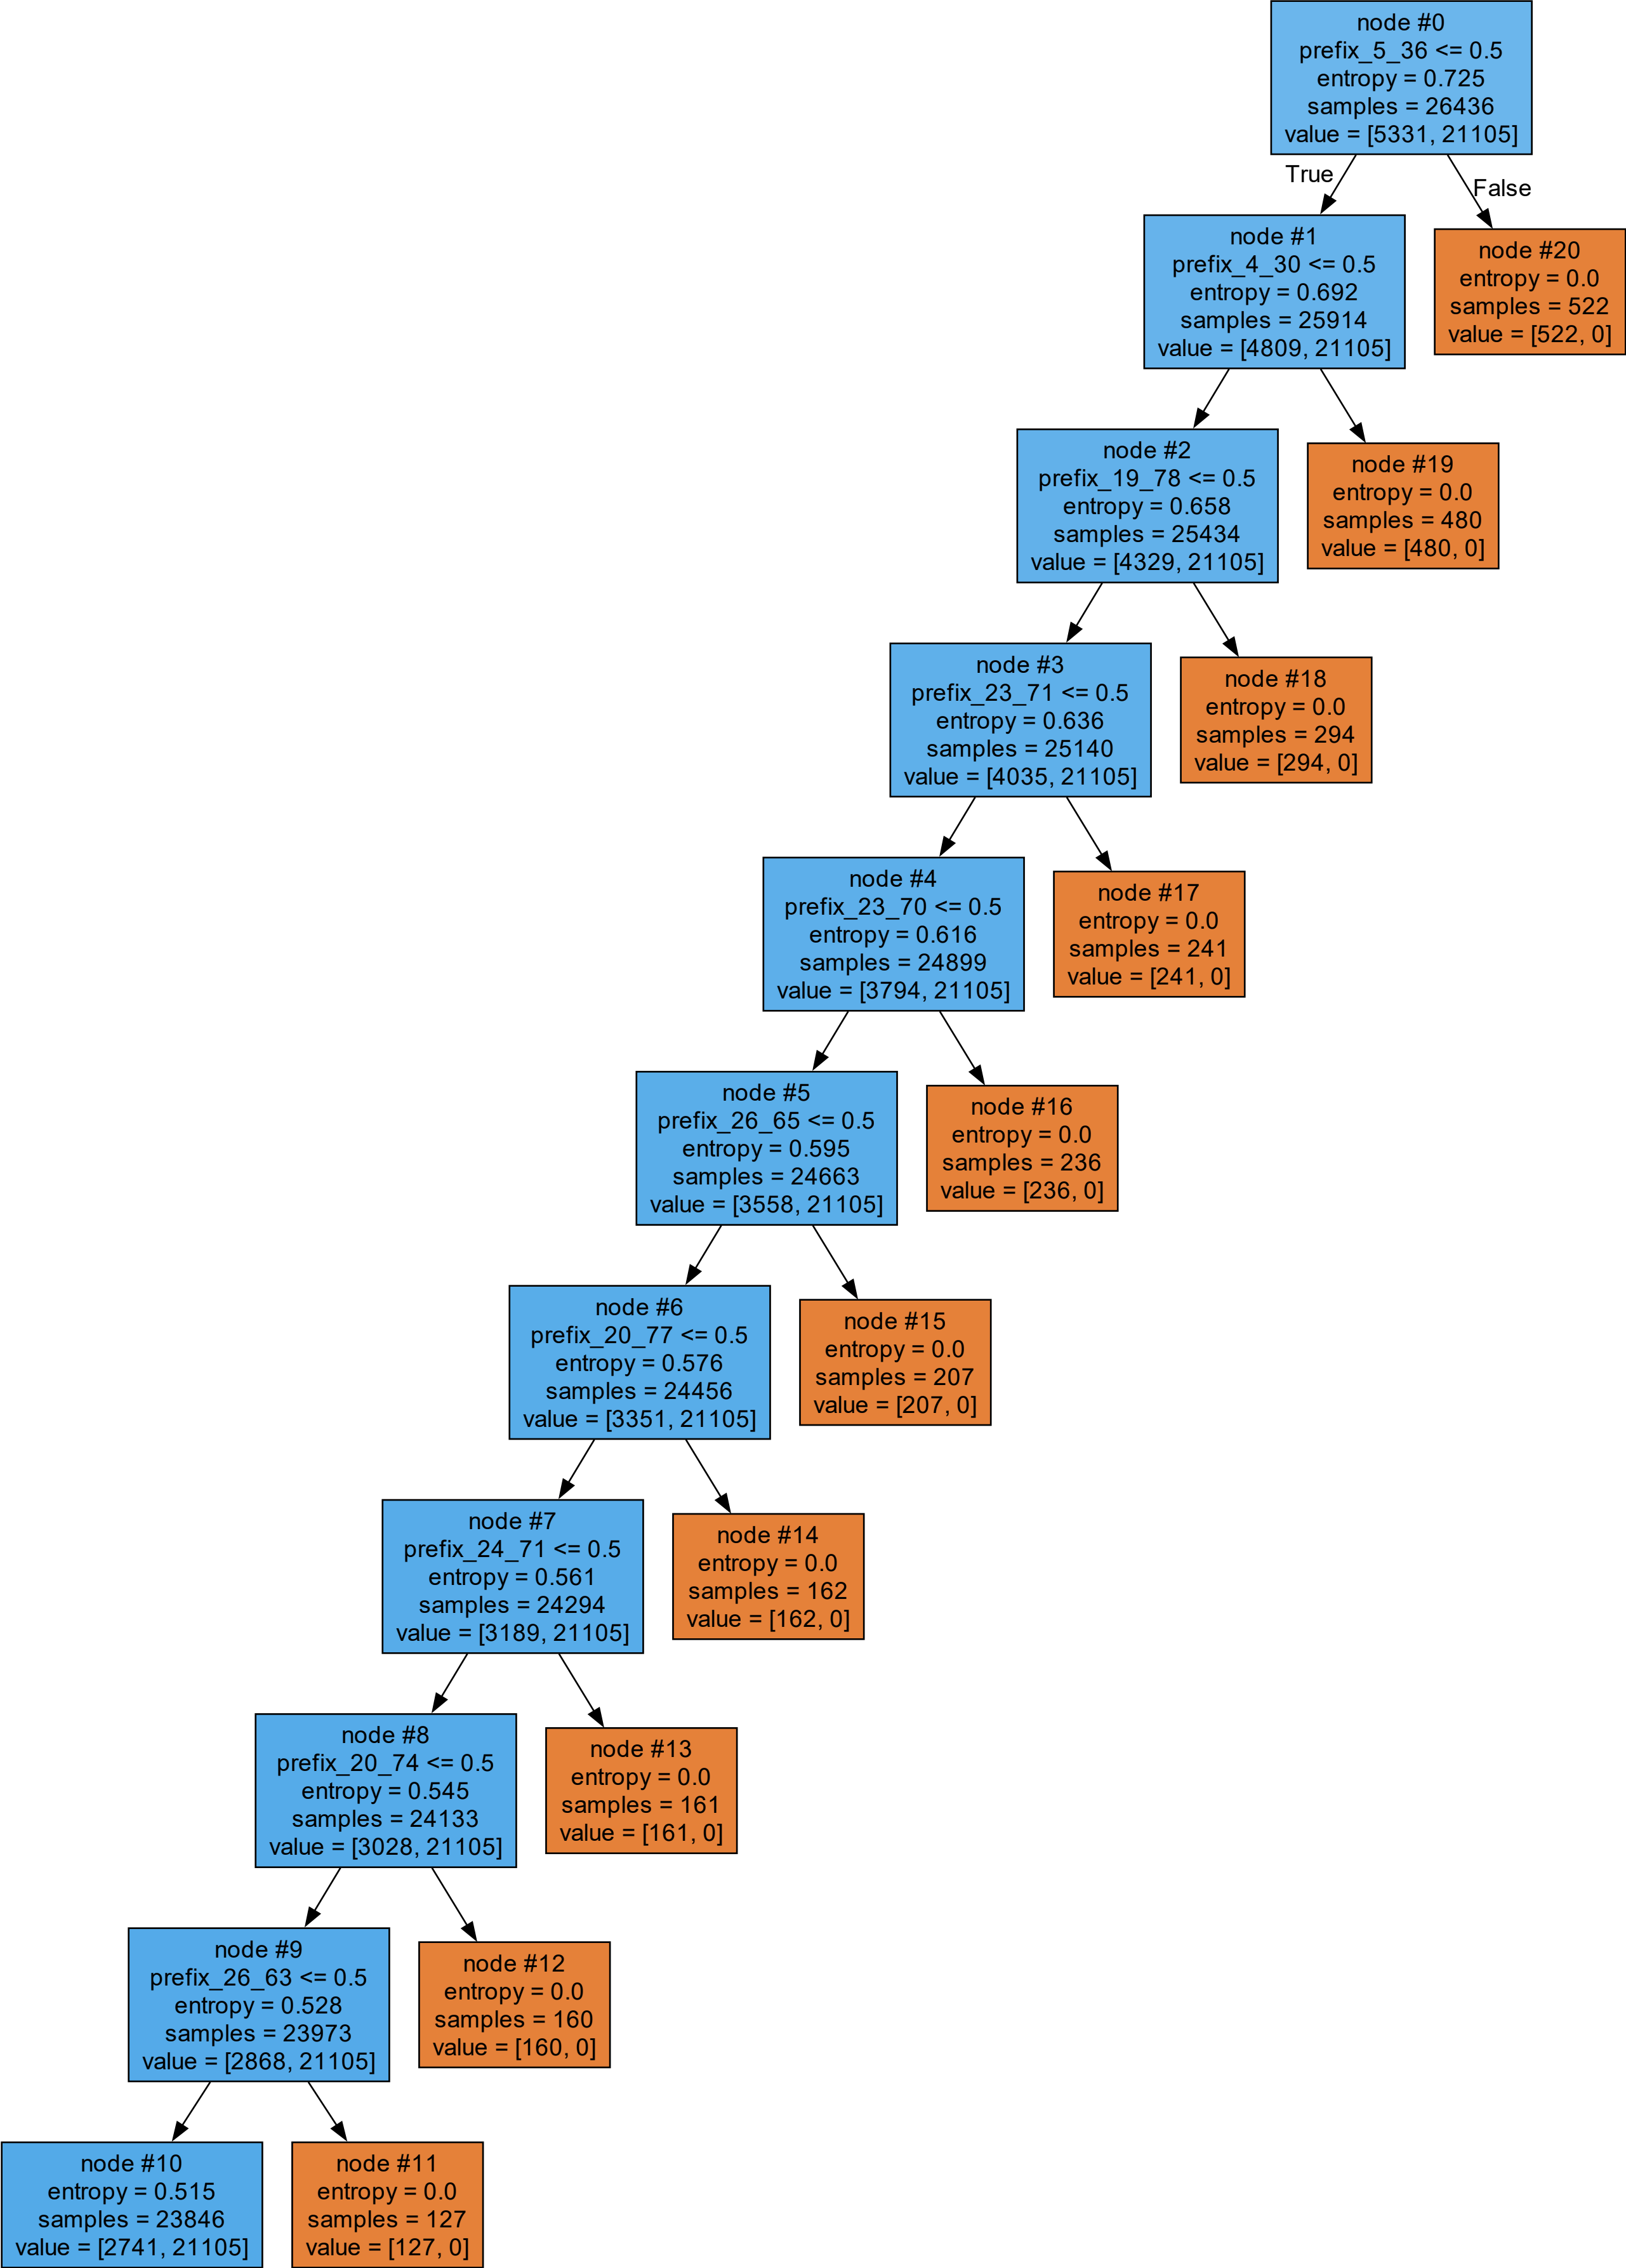 node #0
prefix_5_36 <= 0.5
entropy = 0.725
samples = 26436
value = [5331, 21105]
True
False
node #1
prefix_4_30 <= 0.5
entropy = 0.692
samples = 25914
value = [4809, 21105]
node #20
entropy = 0.0
samples = 522
value = [522, 0]
node #2
prefix_19_78 <= 0.5
entropy = 0.658
samples = 25434
value = [4329, 21105]
node #19
entropy = 0.0
samples = 480
value = [480, 0]
node #3
prefix_23_71 <= 0.5
entropy = 0.636
samples = 25140
value = [4035, 21105]
node #18
entropy = 0.0
samples = 294
value = [294, 0]
node #4
prefix_23_70 <= 0.5
entropy = 0.616
samples = 24899
value = [3794, 21105]
node #17
entropy = 0.0
samples = 241
value = [241, 0]
node #5
prefix_26_65 <= 0.5
entropy = 0.595
samples = 24663
value = [3558, 21105]
node #16
entropy = 0.0
samples = 236
value = [236, 0]
node #6
prefix_20_77 <= 0.5
entropy = 0.576
samples = 24456
value = [3351, 21105]
node #15
entropy = 0.0
samples = 207
value = [207, 0]
node #7
prefix_24_71 <= 0.5
entropy = 0.561
samples = 24294
value = [3189, 21105]
node #14
entropy = 0.0
samples = 162
value = [162, 0]
node #8
prefix_20_74 <= 0.5
entropy = 0.545
samples = 24133
value = [3028, 21105]
node #13
entropy = 0.0
samples = 161
value = [161, 0]
node #9
prefix_26_63 <= 0.5
entropy = 0.528
samples = 23973
value = [2868, 21105]
node #12
entropy = 0.0
samples = 160
value = [160, 0]
node #10
entropy = 0.515
samples = 23846
value = [2741, 21105]
node #11
entropy = 0.0
samples = 127
value = [127, 0]